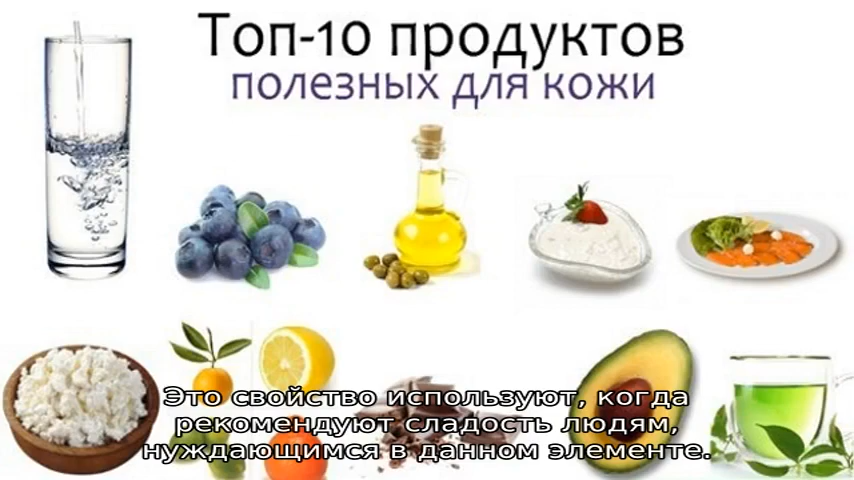 Топ-10 продуктов
полезных для кожи
Это свойство используют, когда
рекомендуют сладость людям,
нуждающимся в данном элементе.